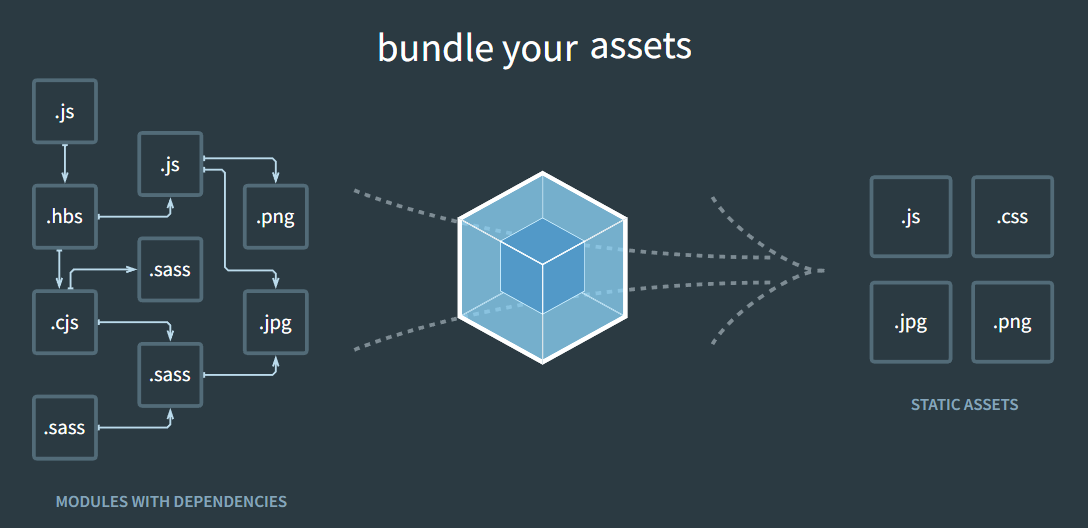 bundle your assets
.js
.js
.hbs
.png
.sass
.cjs
.jpg
.sass
.sass
MODULES WITH DEPENDENCIES
.js
.css
.jpg
.png
STATIC ASSETS